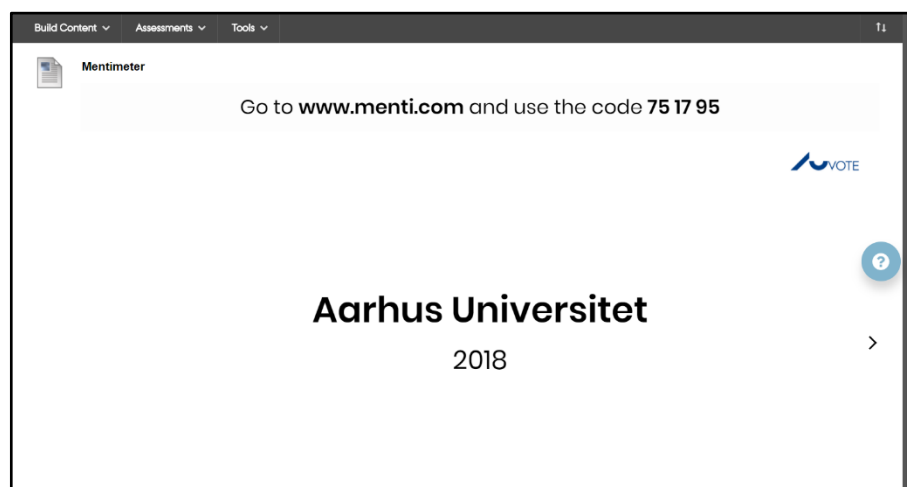 Build Content Assessments Tools
Mentimeter
Go to www.menti.com and use the code 75 17 95
VOTE
?
Aarhus Universitet
2018